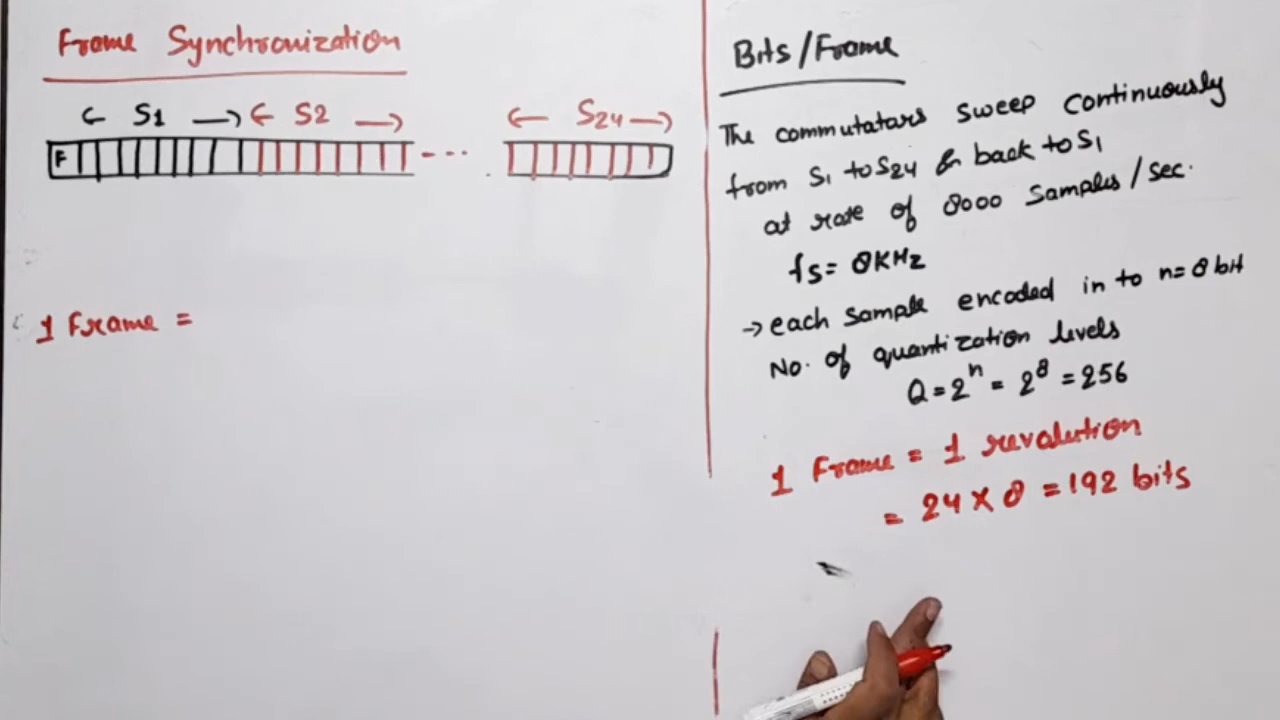 Frame Synchronization
← S1 → ← S2 → ← S24 →
F ....
1 Frame =
Bits/Frame
The commutatars sweep continuously
from S1 to S24 & back to S1
at rate of 8000 Samples/sec.
fs = 8KHz
→ each sample encoded in to n=8 bit
No. of quantization levels
Q = 2^n = 2^8 = 256
1 Frame = 1 revolution
= 24 × 8 = 192 bits